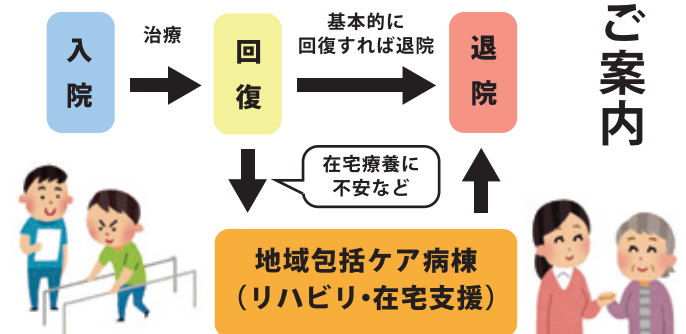 ご案内
入院
治療
回復
基本的に
回復すれば退院
退院
在宅療養に
不安など
地域包括ケア病棟
（リハビリ・在宅支援）